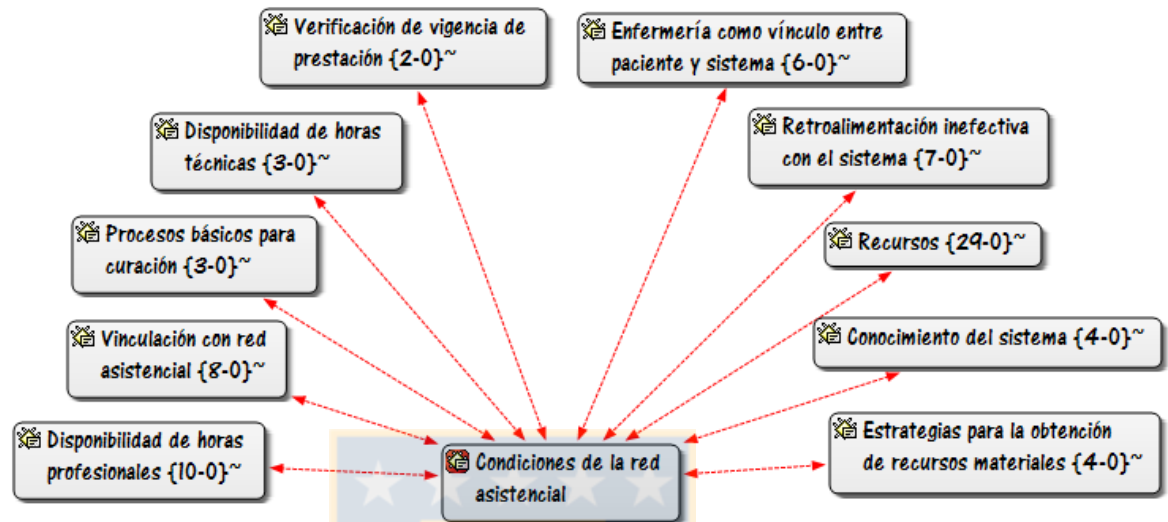 Verificación de vigencia de
prestación {2-0}~
Enfermería como vínculo entre
paciente y sistema {6-0}~
Disponibilidad de horas
técnicas {3-0}~
Retroalimentación inefectiva
con el sistema {7-0}~
Procesos básicos para
curación {3-0}~
Recursos {29-0}~
Vinculación con red
asistencial {8-0}~
Conocimiento del sistema {4-0}~
Disponibilidad de horas
profesionales {10-0}~
Estrategias para la obtención
de recursos materiales {4-0}~
Condiciones de la red
asistencial